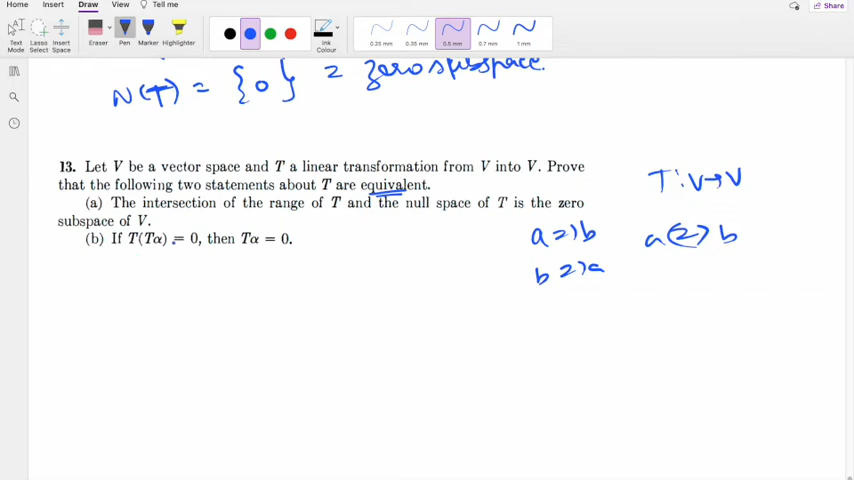 Home Insert Draw View Tell me
Share
Text Mode
Lasso Select
Insert Space
Eraser
Pen
Marker
Highlighter
Ink Colour
0.25 mm
0.35 mm
0.5 mm
0.7 mm
1 mm
N(T) = {0} = zero subspace.
13. Let V be a vector space and T a linear transformation from V into V. Prove
that the following two statements about T are equivalent.
(a) The intersection of the range of T and the null space of T is the zero
subspace of V.
(b) If T(Tα) = 0, then Tα = 0.
T: V→V
a => b
a <=> b
b => a